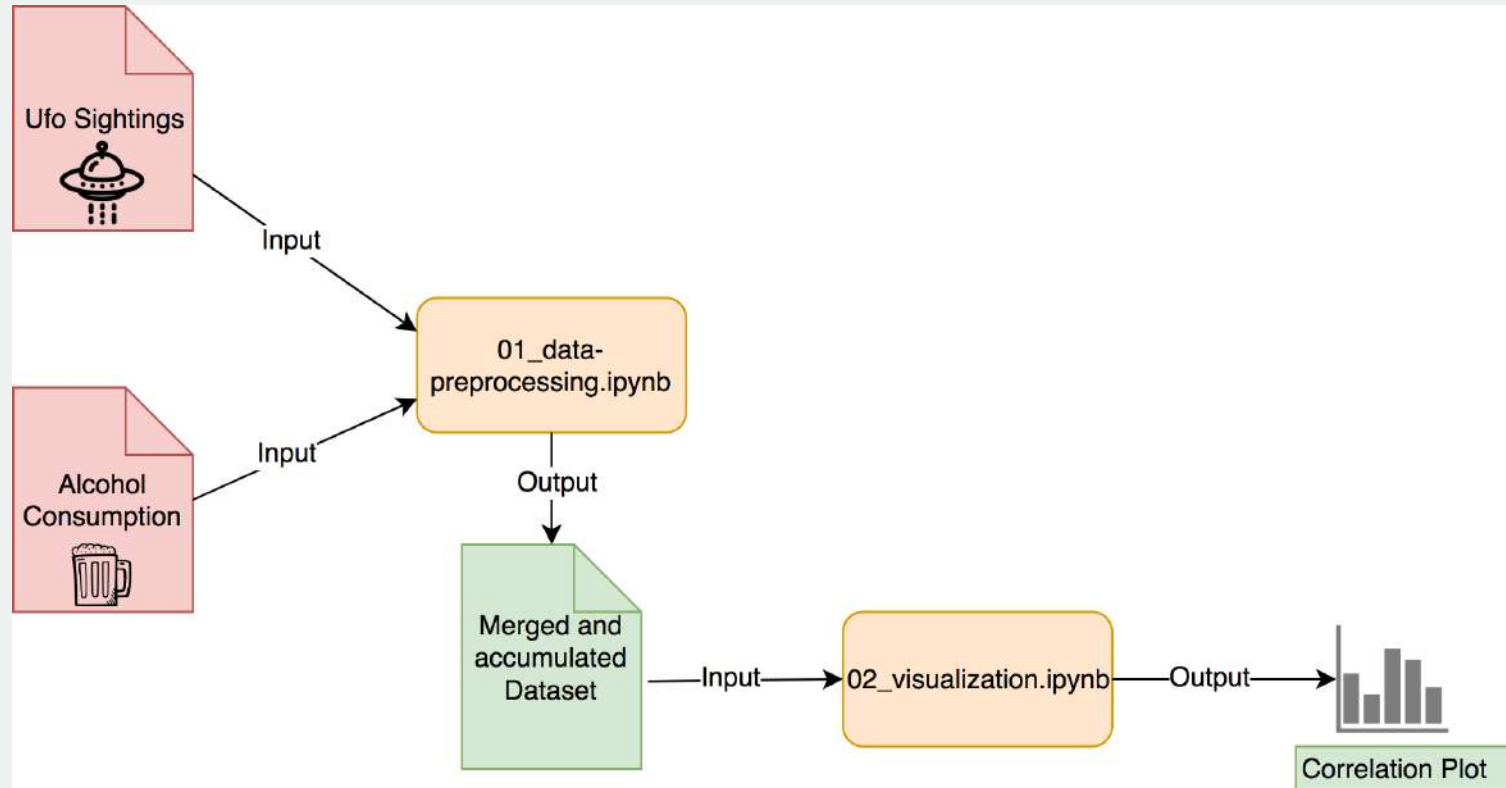 Ufo Sightings
Input
01_data-
preprocessing.ipynb
Input
Alcohol
Consumption
Output
Merged and
accumulated
Dataset
Input
02_visualization.ipynb
Output
Correlation Plot